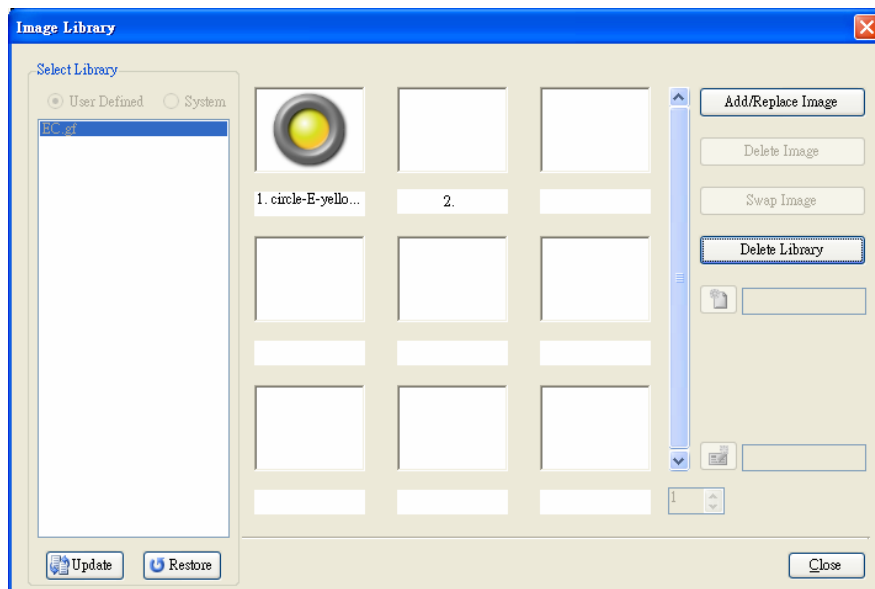 Image Library
Select Library
User Defined
System
EC.gf
1. circle-E-yello...
2.
Add/Replace Image
Delete Image
Swap Image
Delete Library
1
Update
Restore
Close